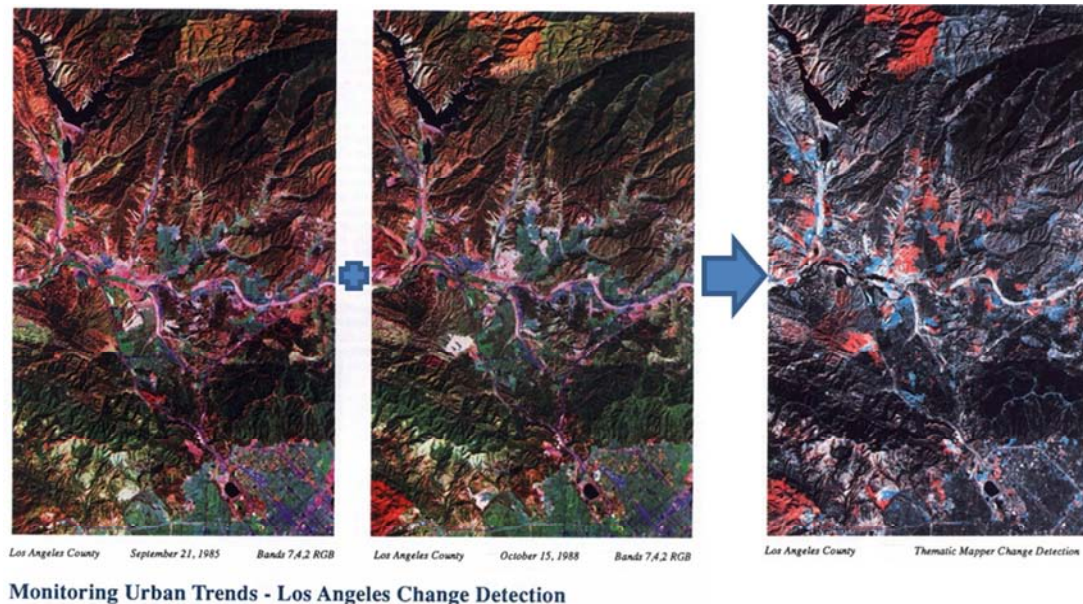 Los Angeles County September 21, 1985 Bands 7,4,2 RGB
Los Angeles County October 15, 1988 Bands 7,4,2 RGB
Los Angeles County Thematic Mapper Change Detection
Monitoring Urban Trends - Los Angeles Change Detection